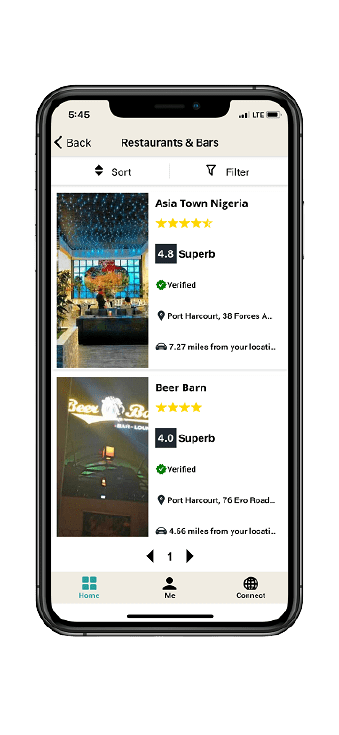 5:45
LTE
Back
Restaurants & Bars
Sort
Filter
Asia Town Nigeria
4.8 Superb
Verified
Port Harcourt, 38 Forces A..
7.27 miles from your locati..
Beer Barn
4.0 Superb
Verified
Port Harcourt, 76 Evo Road..
4.66 miles from your locati..
Beer Ba
BAR-LOUN
1
Home
Me
Connect